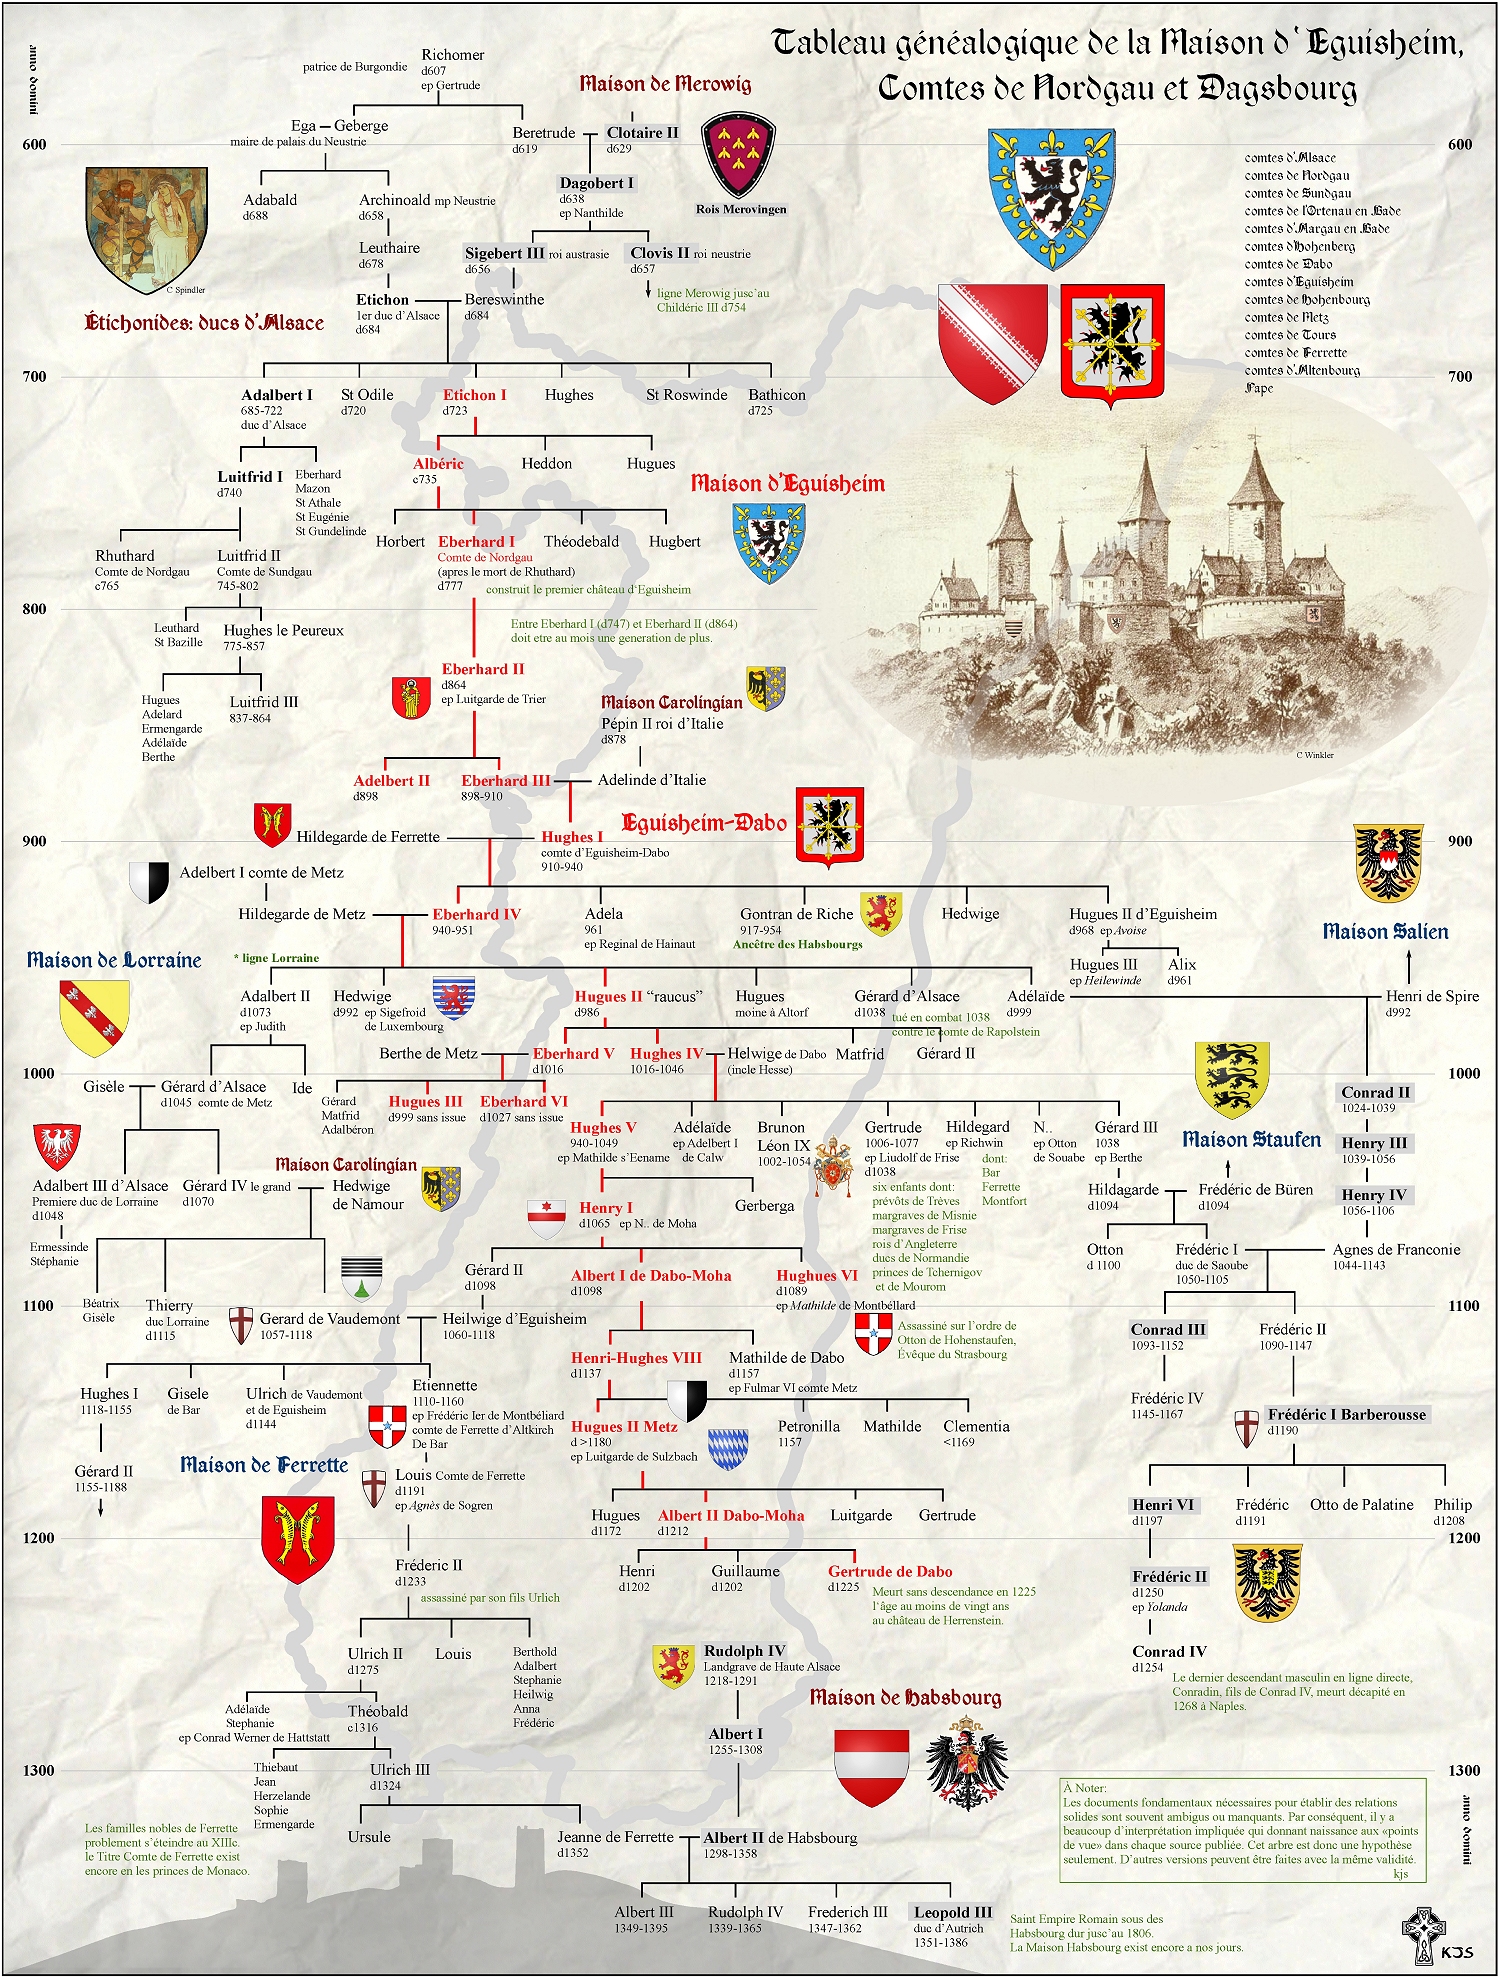 Tableau généalogique de la Maison d'Eguisheim,
Comtes de Nordgau et Dagsbourg
anno domini
Richomer
patrice de Burgondie
d607
ep Gertrude
Maison de Merowig
Ega
Geberge
maire de palais du Neustrie
Beretrude
d619
Clotaire II
d629
600
600
Dagobert I
d638
ep Nanthilde
Rois Merovingen
Adabald
d688
Archinoald mp Neustrie
d658
Leuthaire
d678
Sigebert III roi austrasie
d656
Clovis II roi neustrie
d657
ligne Merowig jusc'au
Childéric III d754
C Spindler
Étichonides: ducs d'Alsace
Etichon
1er duc d'Alsace
d684
Bereswinthe
d684
comtes d'Alsace
comtes de Nordgau
comtes de Sundgau
comtes de l'Ortenau en Bade
comtes d'Aargau en Bade
comtes d'Hohenberg
comtes de Dabo
comtes d'Eguisheim
comtes de Hohenbourg
comtes de Metz
comtes de Tours
comtes de Ferrette
comtes d'Altenbourg
Pape
700
700
Adalbert I
685-722
duc d'Alsace
St Odile
d720
Etichon I
d723
Hughes
St Roswinde
Bathicon
d725
Luitfrid I
d740
Eberhard
Mazon
St Athale
St Eugénie
St Gundelinde
Albéric
c735
Heddon
Hugues
Maison d'Eguisheim
Rhuthard
Comte de Nordgau
c765
Luitfrid II
Comte de Sundgau
745-802
Horbert
Eberhard I
Comte de Nordgau
(apres le mort de Rhuthard)
d777
Théodebald
Hugbert
construit le premier château d'Eguisheim
800
Entre Eberhard I (d747) et Eberhard II (d864)
doit etre au mois une generation de plus.
Leuthard
St Bazille
Hughes le Peureux
775-857
Hugues
Adelard
Ermengarde
Adélaïde
Berthe
Luitfrid III
837-864
Eberhard II
d864
ep Luitgarde de Trier
Maison Carolingian
Pépin II roi d'Italie
d878
C Winkler
Adelbert II
d898
Eberhard III
898-910
Adelinde d'Italie
Eguisheim-Dabo
Hildegarde de Ferrette
Hughes I
comte d'Eguisheim-Dabo
910-940
900
900
Adelbert I comte de Metz
Hildegarde de Metz
Eberhard IV
940-951
Adela
961
ep Reginal de Hainaut
Gontran de Riche
917-954
Ancêtre des Habsbourgs
Hedwige
Hugues II d'Eguisheim
d968 ep Avoise
Hugues III
ep Heilewinde
Alix
d961
Maison Salien
Maison de Lorraine
* ligne Lorraine
Adalbert II
d1073
ep Judith
Hedwige
d992 ep Sigefroid
de Luxembourg
Hugues II “raucus”
d986
Hugues
moine à Altorf
Gérard d'Alsace
d1038
tué en combat 1038
contre le comte de Rapolstein
Adélaïde
d999
Henri de Spire
d992
Berthe de Metz
Eberhard V
d1016
Hughes IV
1016-1046
Helwige de Dabo
(incle Hesse)
Matfrid
Gérard II
1000
1000
Gisèle
Gérard d'Alsace
d1045 comte de Metz
Ide
Gérard
Matfrid
Adalbéron
Hugues III
d999 sans issue
Eberhard VI
d1027 sans issue
Conrad II
1024-1039
Hughes V
940-1049
ep Mathilde s'Eename
Adélaïde
ep Adelbert I
de Calw
Brunon
Léon IX
1002-1054
Gertrude
1006-1077
ep Liudolf de Frise
d1038
six enfants dont:
prévôts de Trèves
margraves de Misnie
margraves de Frise
rois d'Angleterre
ducs de Normandie
princes de Tchernigov
et de Mourom
Hildegard
ep Richwin
dont:
Bar
Ferrette
Montfort
N..
ep Otton
de Souabe
Gérard III
1038
ep Berthe
Maison Staufen
Henry III
1039-1056
Henry IV
1056-1106
Maison Carolingian
Adalbert III d'Alsace
Premiere duc de Lorraine
d1048
Gérard IV le grand
d1070
Hedwige
de Namour
Ermessinde
Stéphanie
Henry I
d1065 ep N.. de Moha
Gerberga
Hildagarde
d1094
Frédéric de Büren
d1094
Otton
d 1100
Frédéric I
duc de Saoube
1050-1105
Agnes de Franconie
1044-1143
Gérard II
d1098
Albert I de Dabo-Moha
d1098
Hughues VI
d1089
ep Mathilde de Montbéllard
1100
1100
Béatrix
Gisèle
Thierry
duc Lorraine
d1115
Gerard de Vaudemont
1057-1118
Heilwige d'Eguisheim
1060-1118
Assassiné sur l'ordre de
Otton de Hohenstaufen,
Évêque du Strasbourg
Conrad III
1093-1152
Frédéric II
1090-1147
Henri-Hughes VIII
d1137
Mathilde de Dabo
d1157
ep Fulmar VI comte Metz
Hughes I
1118-1155
Gisele
de Bar
Ulrich de Vaudemont
et de Eguisheim
d1144
Etiennette
1110-1160
ep Frédéric Ier de Montbéliard
comte de Ferrette d'Altkirch
De Bar
Frédéric IV
1145-1167
Frédéric I Barberousse
d1190
Hugues II Metz
d >1180
ep Luitgarde de Sulzbach
Petronilla
1157
Mathilde
Clementia
<1169
Gérard II
1155-1188
Maison de Ferrette
Louis Comte de Ferrette
d1191
ep Agnès de Sogren
Hugues
d1172
Albert II Dabo-Moha
d1212
Luitgarde
Gertrude
Henri VI
d1197
Frédéric
d1191
Otto de Palatine
Philip
d1208
1200
1200
Fréderic II
d1233
assassiné par son fils Urlich
Henri
d1202
Guillaume
d1202
Gertrude de Dabo
d1225
Meurt sans descendance en 1225
l'âge au moins de vingt ans
au château de Herrenstein.
Frédéric II
d1250
ep Yolanda
Conrad IV
d1254
Le dernier descendant masculin en ligne directe,
Conradin, fils de Conrad IV, meurt décapité en
1268 à Naples.
Ulrich II
d1275
Louis
Berthold
Adalbert
Stephanie
Heilwig
Anna
Frédéric
Rudolph IV
Landgrave de Haute Alsace
1218-1291
Maison de Habsbourg
Adélaïde
Stephanie
ep Conrad Werner de Hattstatt
Théobald
c1316
Albert I
1255-1308
Thiebaut
Jean
Herzelande
Sophie
Ermengarde
Ulrich III
d1324
1300
1300
À Noter:
Les documents fondamentaux nécessaires pour établir des relations
solides sont souvent ambigus ou manquants. Par conséquent, il y a
beaucoup d'interprétation impliquée qui donnant naissance aux «points
de vue» dans chaque source publiée. Cet arbre est donc une hypothèse
seulement. D'autres versions peuvent être faites avec la même validité.
kjs
anno domini
Les familles nobles de Ferrette
problement s'éteindre au XIIIc.
le Titre Comte de Ferrette exist
encore en les princes de Monaco.
Ursule
Jeanne de Ferrette
d1352
Albert II de Habsbourg
1298-1358
Albert III
1349-1395
Rudolph IV
1339-1365
Frederich III
1347-1362
Leopold III
duc d'Autrich
1351-1386
Saint Empire Romain sous des
Habsbourg dur jusc'au 1806.
La Maison Habsbourg exist encore a nos jours.
KJS